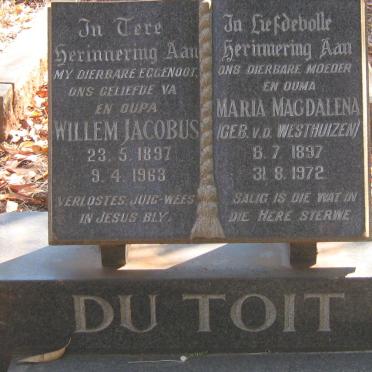 In Tere
Herinnering Aan
MY DIERBARE EGGENOOT,
ONS GELIEFDE VA
EN OUPA
WILLEM JACOBUS
23. 5. 1897
9. 4. 1963
VERLOSTES, JUIG-WEES
IN JESUS BLY.
In Liefdevolle
Herinnering Aan
ONS DIERBARE MOEDER
EN OUMA
MARIA MAGDALENA
(GEB. V.D. WESTHUIZEN)
8. 7. 1897
31. 8. 1972
SALIG IS DIE WAT IN
DIE HERE STERWE
DU TOIT